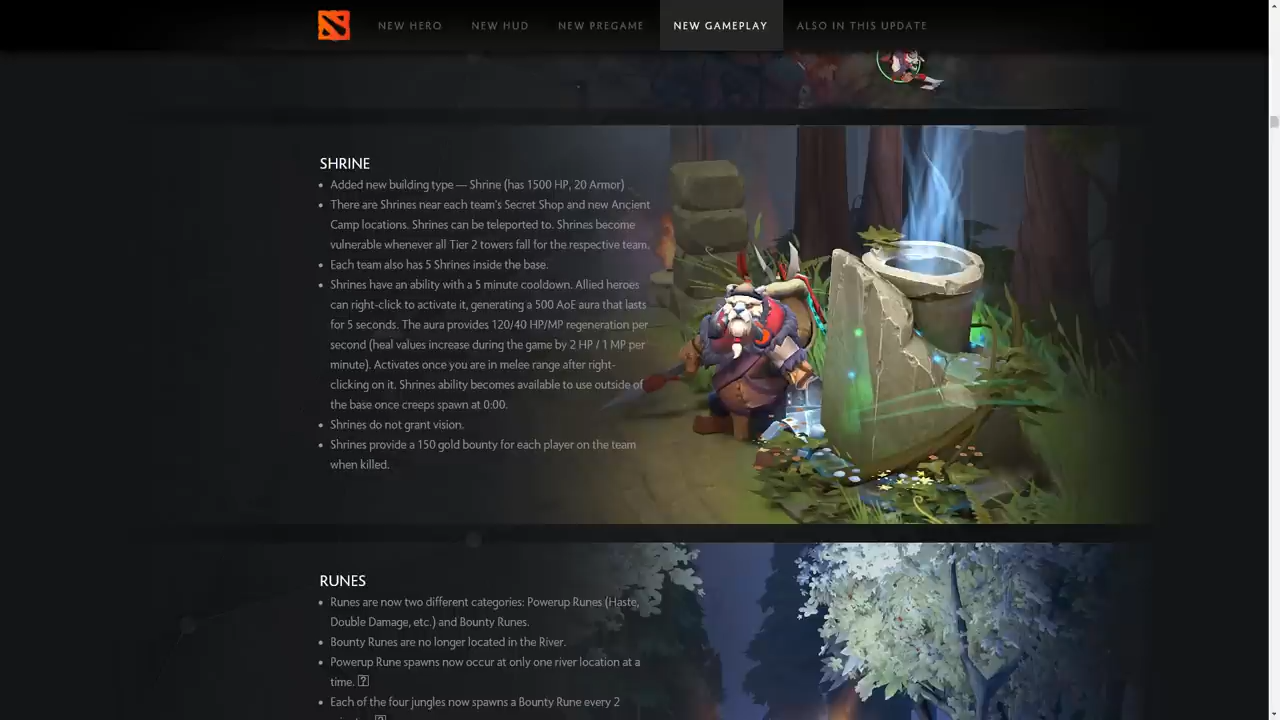 NEW HERO NEW HUD NEW PREGAME NEW GAMEPLAY ALSO IN THIS UPDATE
SHRINE
• Added new building type — Shrine (has 1500 HP, 20 Armor)
• There are Shrines near each team's Secret Shop and new Ancient
Camp locations. Shrines can be teleported to. Shrines become
vulnerable whenever all Tier 2 towers fall for the respective team.
• Each team also has 5 Shrines inside the base.
• Shrines have an ability with a 5 minute cooldown. Allied heroes
can right-click to activate it, generating a 500 AoE aura that lasts
for 5 seconds. The aura provides 120/40 HP/MP regeneration per
second (heal values increase during the game by 2 HP / 1 MP per
minute). Activates once you are in melee range after right-
clicking on it. Shrines ability becomes available to use outside of
the base once creeps spawn at 0:00.
• Shrines do not grant vision.
• Shrines provide a 150 gold bounty for each player on the team
when killed.
RUNES
• Runes are now two different categories: Powerup Runes (Haste,
Double Damage, etc.) and Bounty Runes.
• Bounty Runes are no longer located in the River.
• Powerup Rune spawns now occur at only one river location at a
time. [?]
• Each of the four jungles now spawns a Bounty Rune every 2